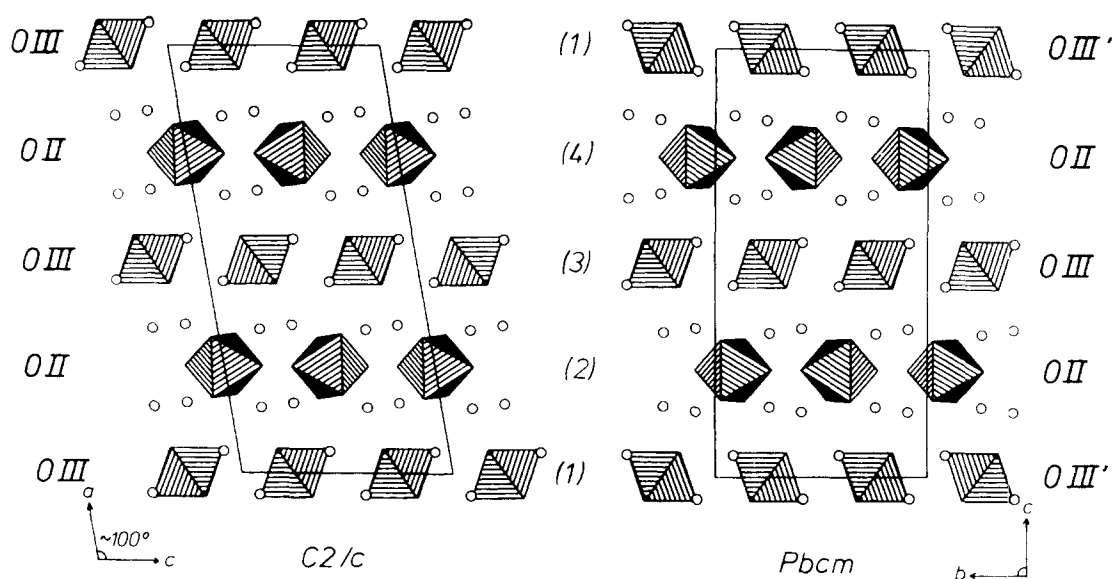 O III (1) O III'
O II (4) O II
O III (3) O III
O II (2) O II
O III (1) O III'
a
~100°
c
C2/c
Pbcm
c
b